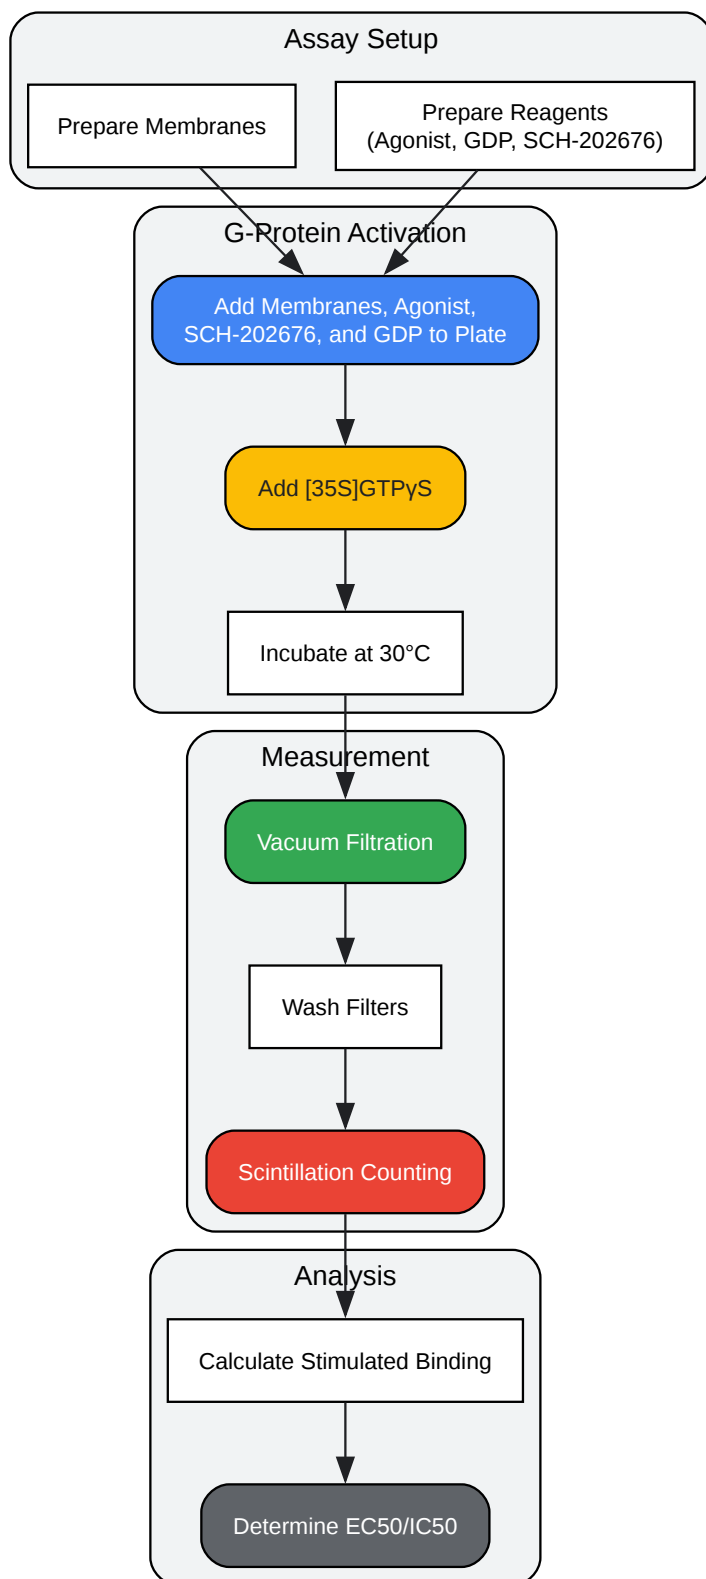 Assay Setup
Prepare Membranes
Prepare Reagents
(Agonist, GDP, SCH-202676)
G-Protein Activation
Add Membranes, Agonist,
SCH-202676, and GDP to Plate
Add [35S]GTPγS
Incubate at 30°C
Measurement
Vacuum Filtration
Wash Filters
Scintillation Counting
Analysis
Calculate Stimulated Binding
Determine EC50/IC50